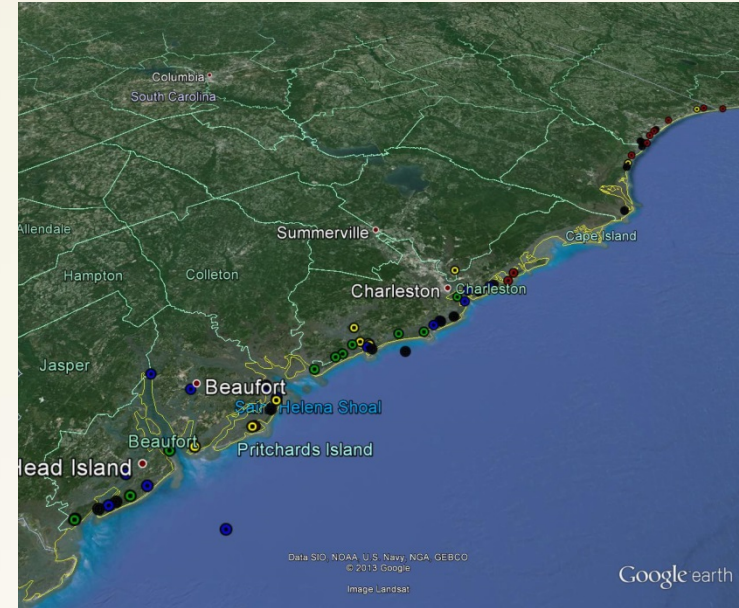 Columbia
South Carolina
Allendale
Summerville
Cape Island
Hampton
Colleton
Charleston
Charleston
Jasper
Beaufort
Helena Shoal
Beaufort
Pritchards Island
Head Island
Data SIO, NOAA, U.S. Navy, NGA, GEBCO
© 2013 Google
Image Landsat
Google earth